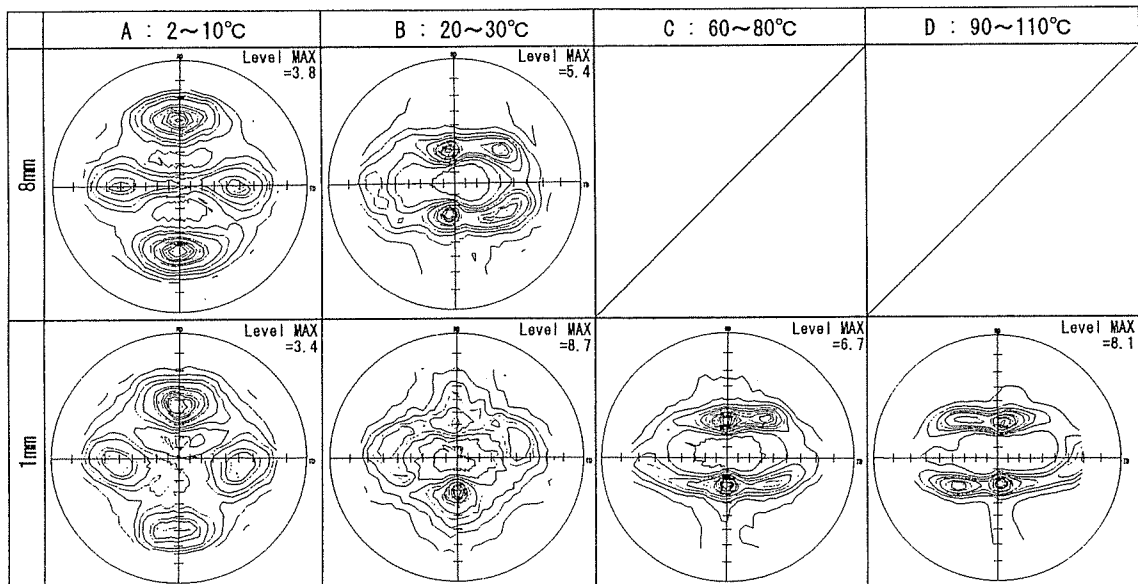 A : 2～10℃
B : 20～30℃
C : 60～80℃
D : 90～110℃
8mm
Level MAX
=3.8
Level MAX
=5.4
1mm
Level MAX
=3.4
Level MAX
=8.7
Level MAX
=6.7
Level MAX
=8.1